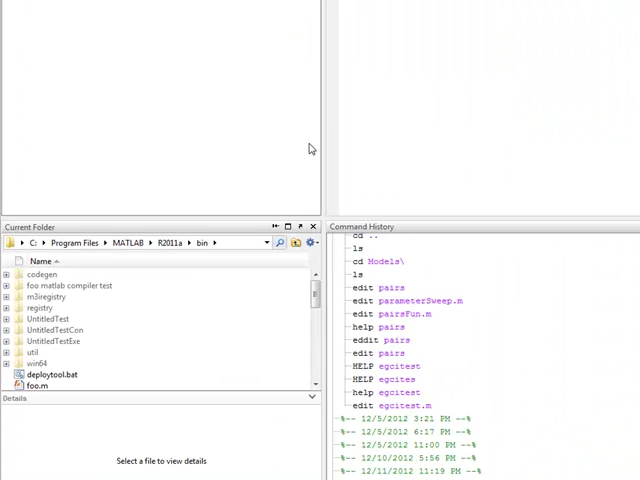 Current Folder
C: Program Files MATLAB R2011a bin
Name
codegen
foo matlab compiler test
m3iregistry
registry
UntitledTest
UntitledTestCon
UntitledTestExe
util
win64
deploytool.bat
foo.m
Details
Select a file to view details
Command History
cd ..
ls
cd Models\
ls
edit pairs
edit parameterSweep.m
edit pairsFun.m
help pairs
eddit pairs
edit pairs
HELP egcitest
HELP egcites
help egcitest
edit egcitest.m
%-- 12/5/2012 3:21 PM --%
%-- 12/5/2012 6:17 PM --%
%-- 12/5/2012 11:00 PM --%
%-- 12/10/2012 5:56 PM --%
%-- 12/11/2012 11:19 PM --%